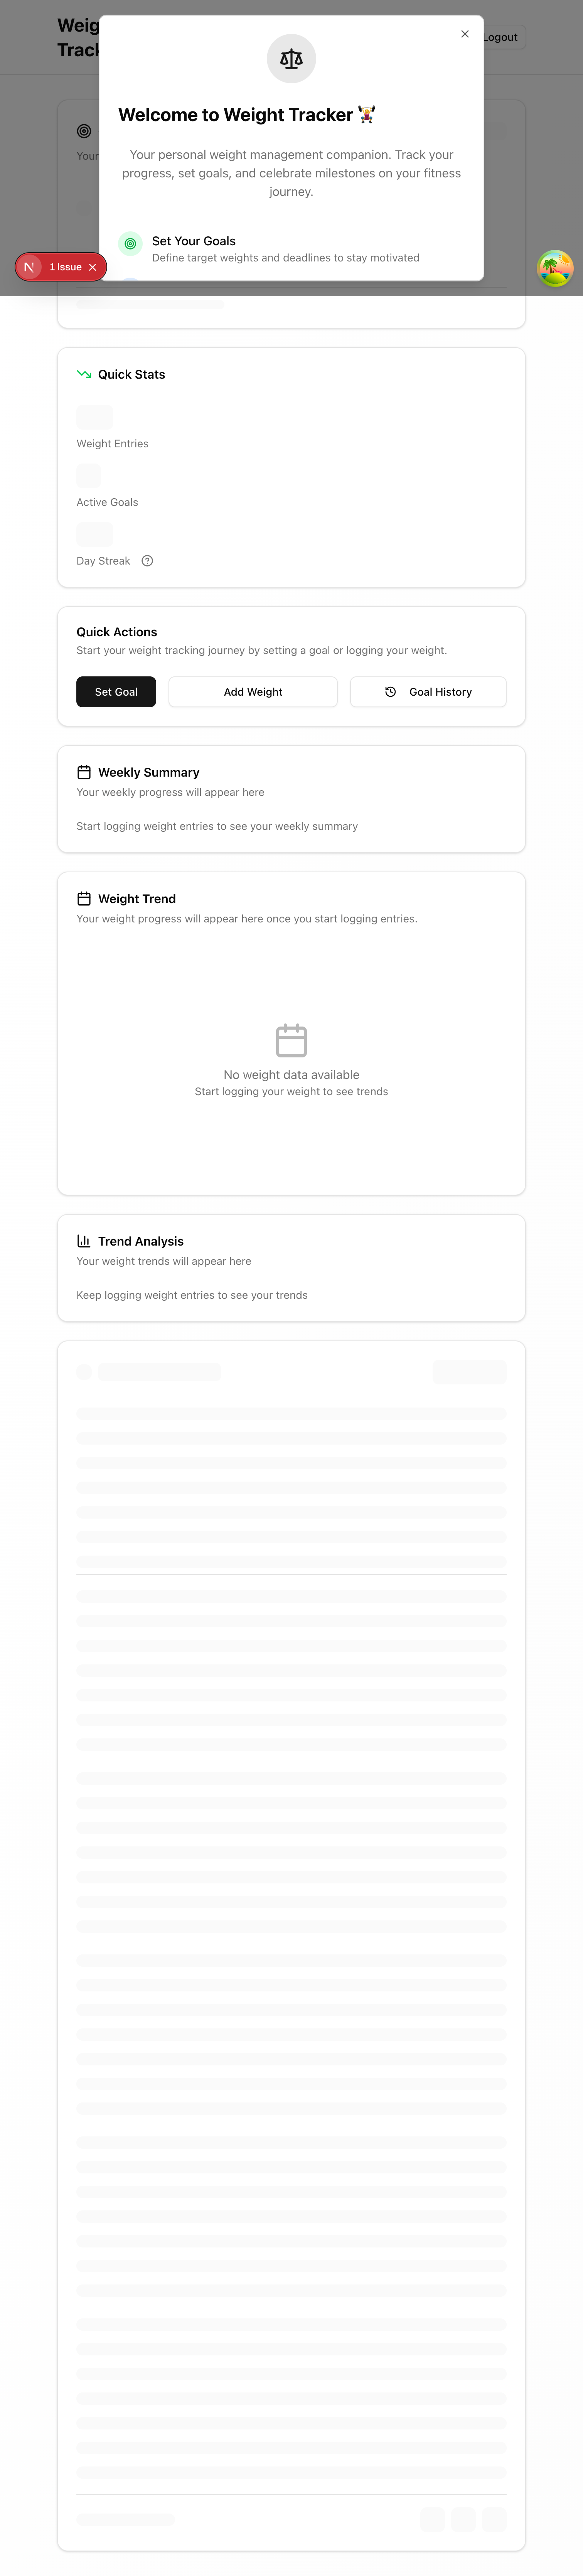 Weig
Track
Logout
Welcome to Weight Tracker 🏋️
Your personal weight management companion. Track your
progress, set goals, and celebrate milestones on your fitness
journey.
Your
Set Your Goals
Define target weights and deadlines to stay motivated
1 Issue
Quick Stats
Weight Entries
Active Goals
Day Streak
Quick Actions
Start your weight tracking journey by setting a goal or logging your weight.
Set Goal
Add Weight
Goal History
Weekly Summary
Your weekly progress will appear here
Start logging weight entries to see your weekly summary
Weight Trend
Your weight progress will appear here once you start logging entries.
No weight data available
Start logging your weight to see trends
Trend Analysis
Your weight trends will appear here
Keep logging weight entries to see your trends